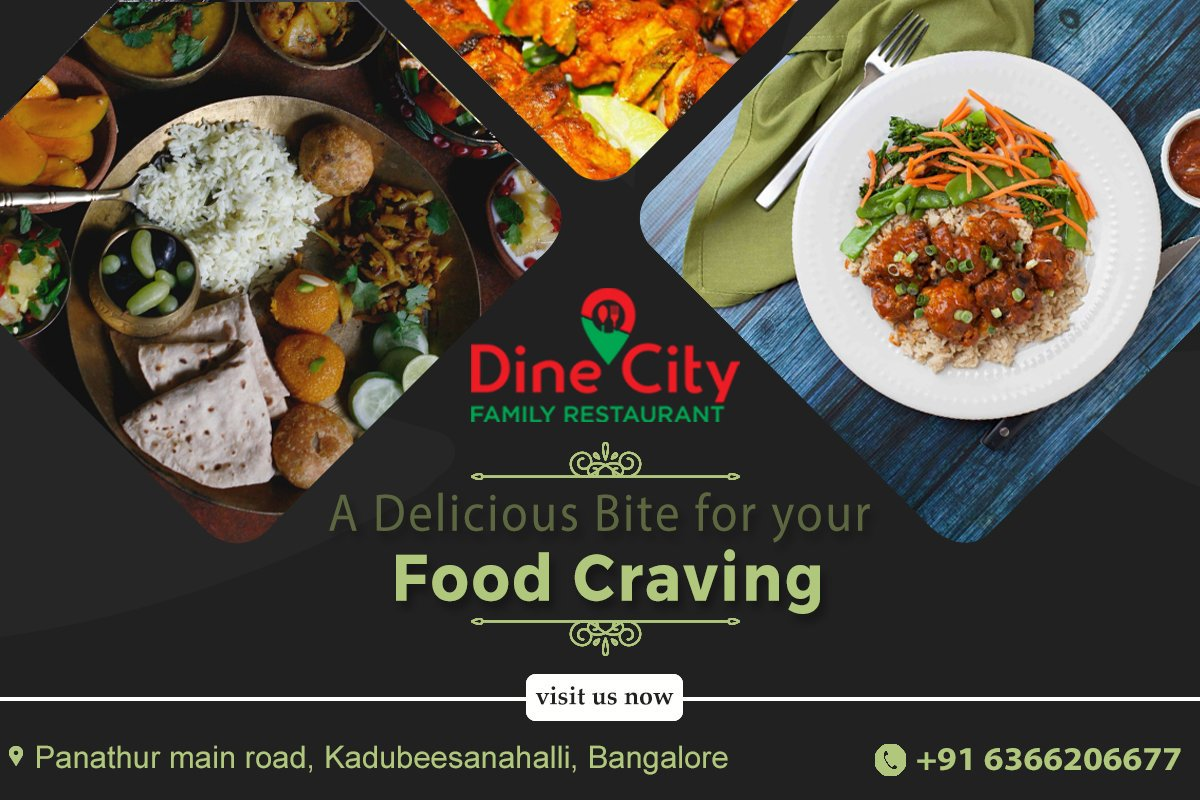 Dine City
FAMILY RESTAURANT
A Delicious Bite for your
Food Craving
visit us now
Panathur main road, Kadubeesanahalli, Bangalore
+91 6366206677